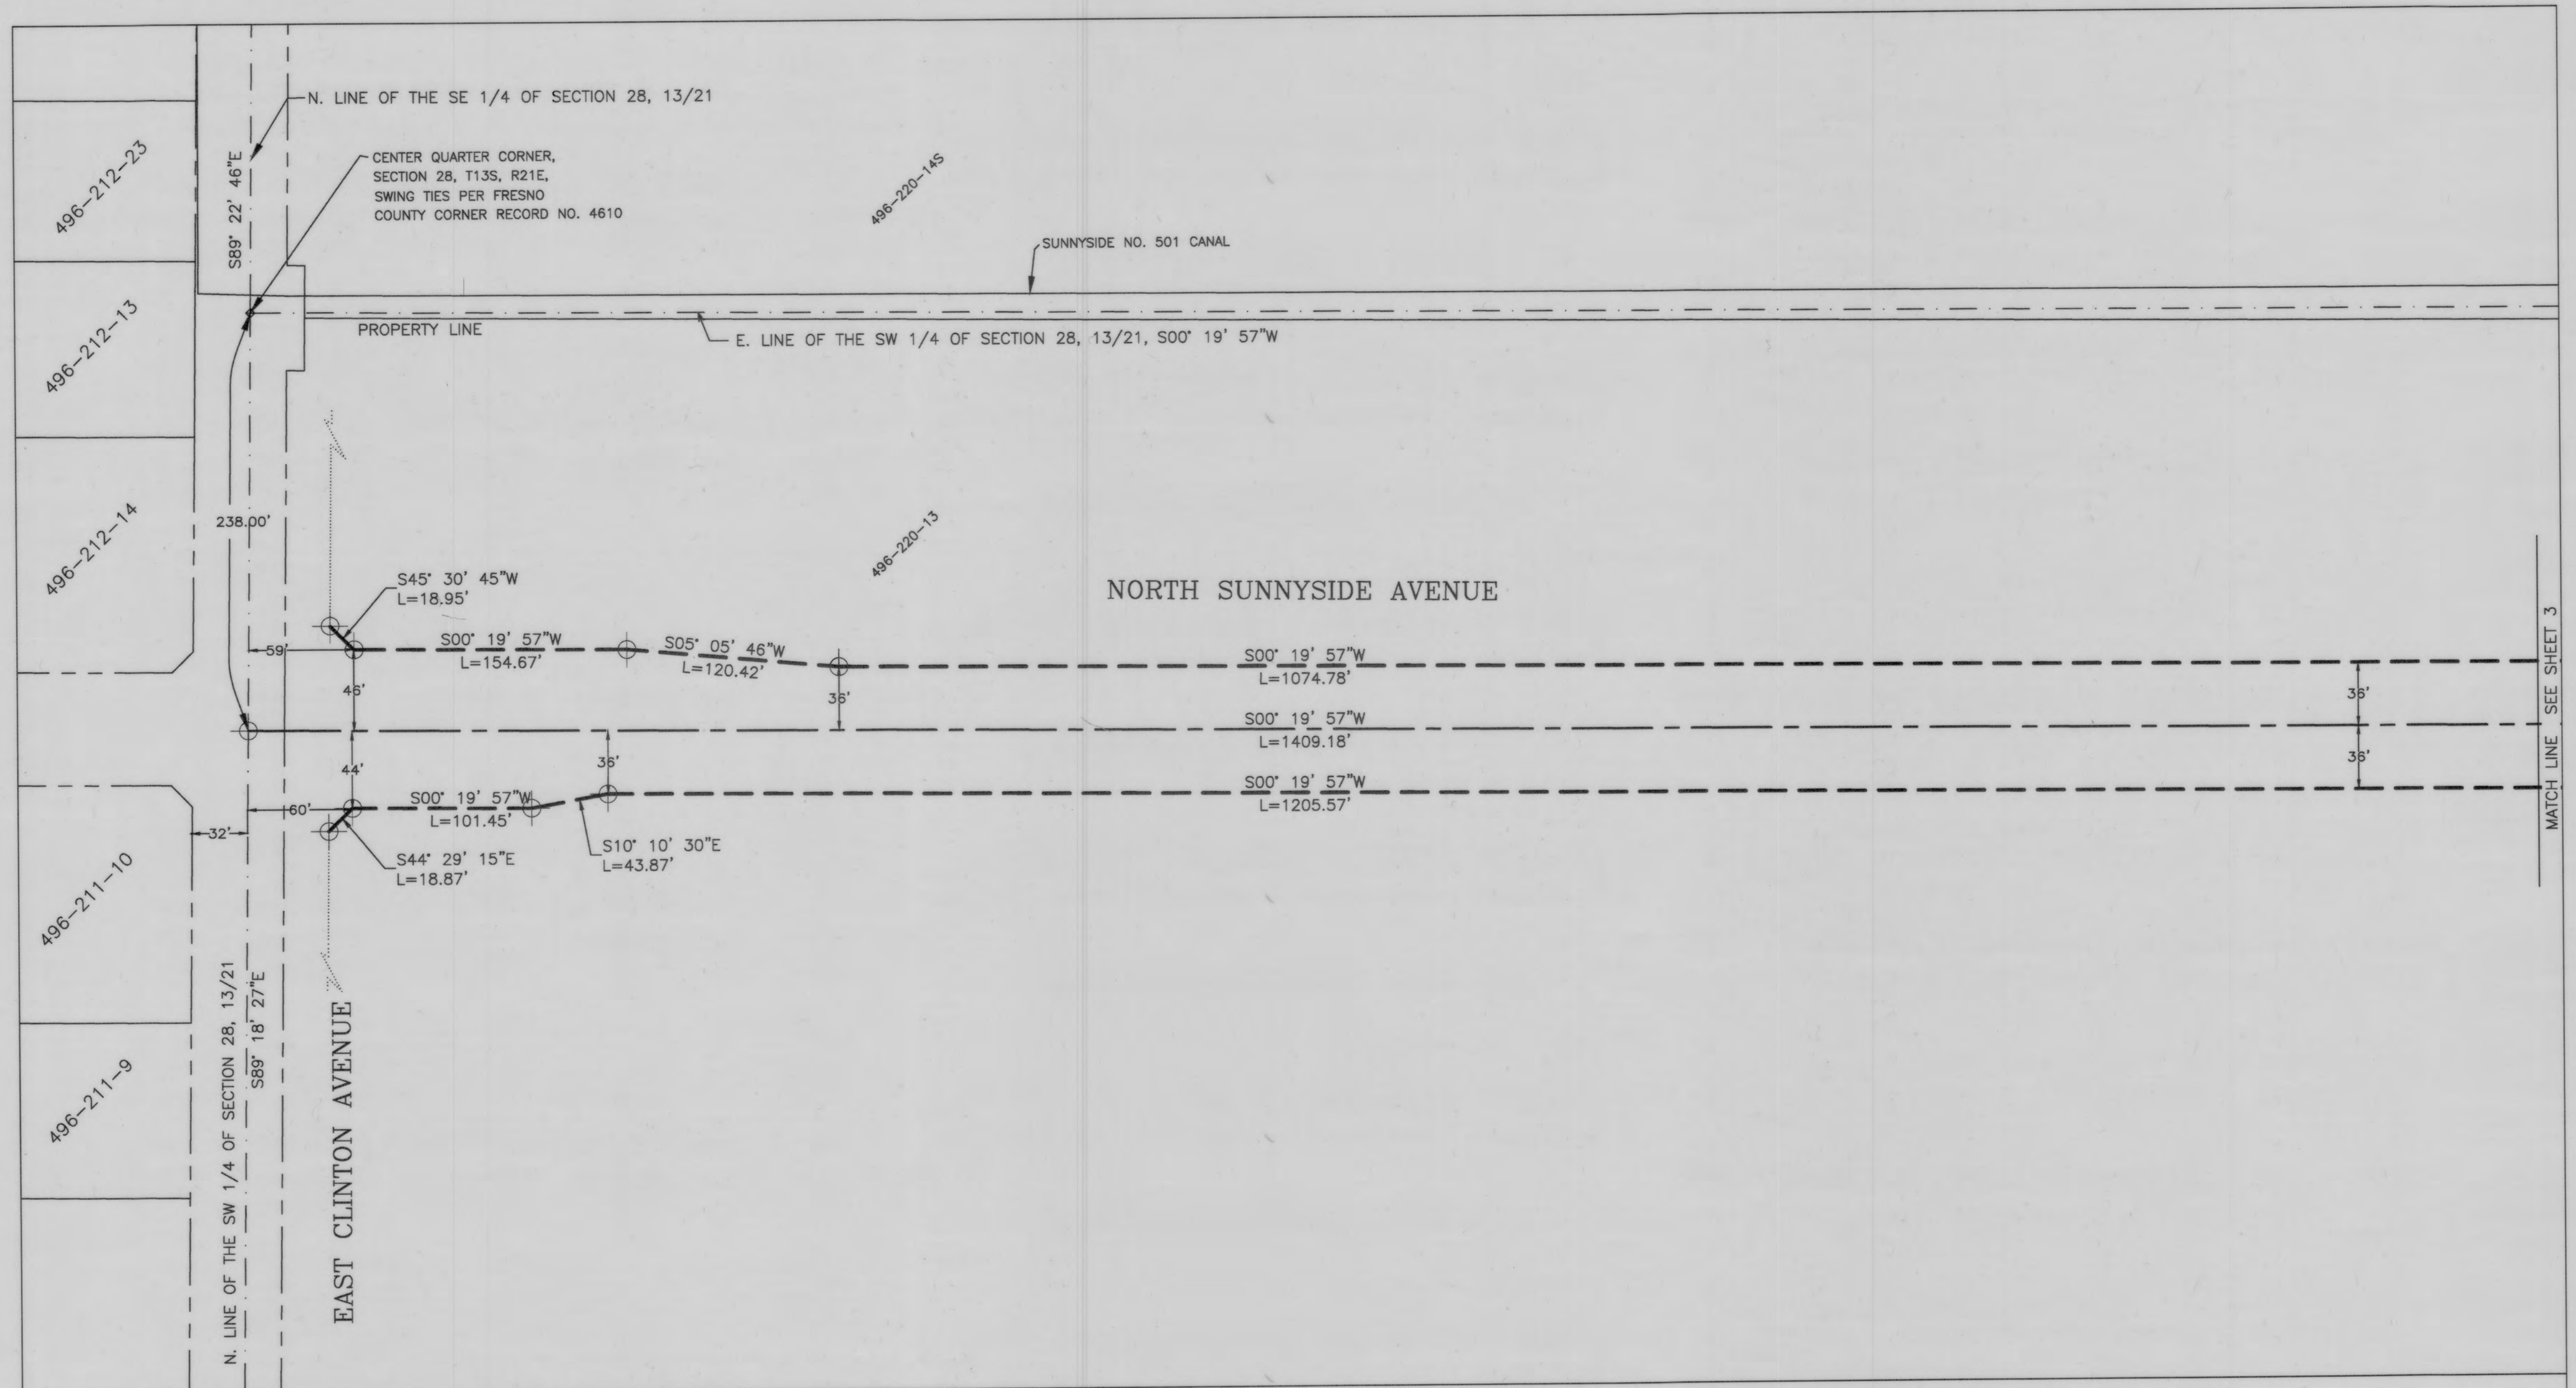 N. LINE OF THE SE 1/4 OF SECTION 28, 13/21
S89° 22' 46"E
CENTER QUARTER CORNER,
SECTION 28, T13S, R21E,
SWING TIES PER FRESNO
COUNTY CORNER RECORD NO. 4610
496-212-23
496-220-14S
SUNNYSIDE NO. 501 CANAL
PROPERTY LINE
E. LINE OF THE SW 1/4 OF SECTION 28, 13/21, S00° 19' 57"W
496-212-13
496-212-14
238.00'
496-220-13
NORTH SUNNYSIDE AVENUE
S45° 30' 45"W
L=18.95'
59'
S00° 19' 57"W
L=154.67'
S05° 05' 46"W
L=120.42'
S00° 19' 57"W
L=1074.78'
46'
36'
36'
S00° 19' 57"W
L=1409.18'
44'
36'
36'
S00° 19' 57"W
L=1205.57'
60'
S00° 19' 57"W
L=101.45'
32'
S44° 29' 15"E
L=18.87'
S10° 10' 30"E
L=43.87'
MATCH LINE SEE SHEET 3
496-211-10
496-211-9
N. LINE OF THE SW 1/4 OF SECTION 28, 13/21
S89° 18' 27"E
EAST CLINTON AVENUE